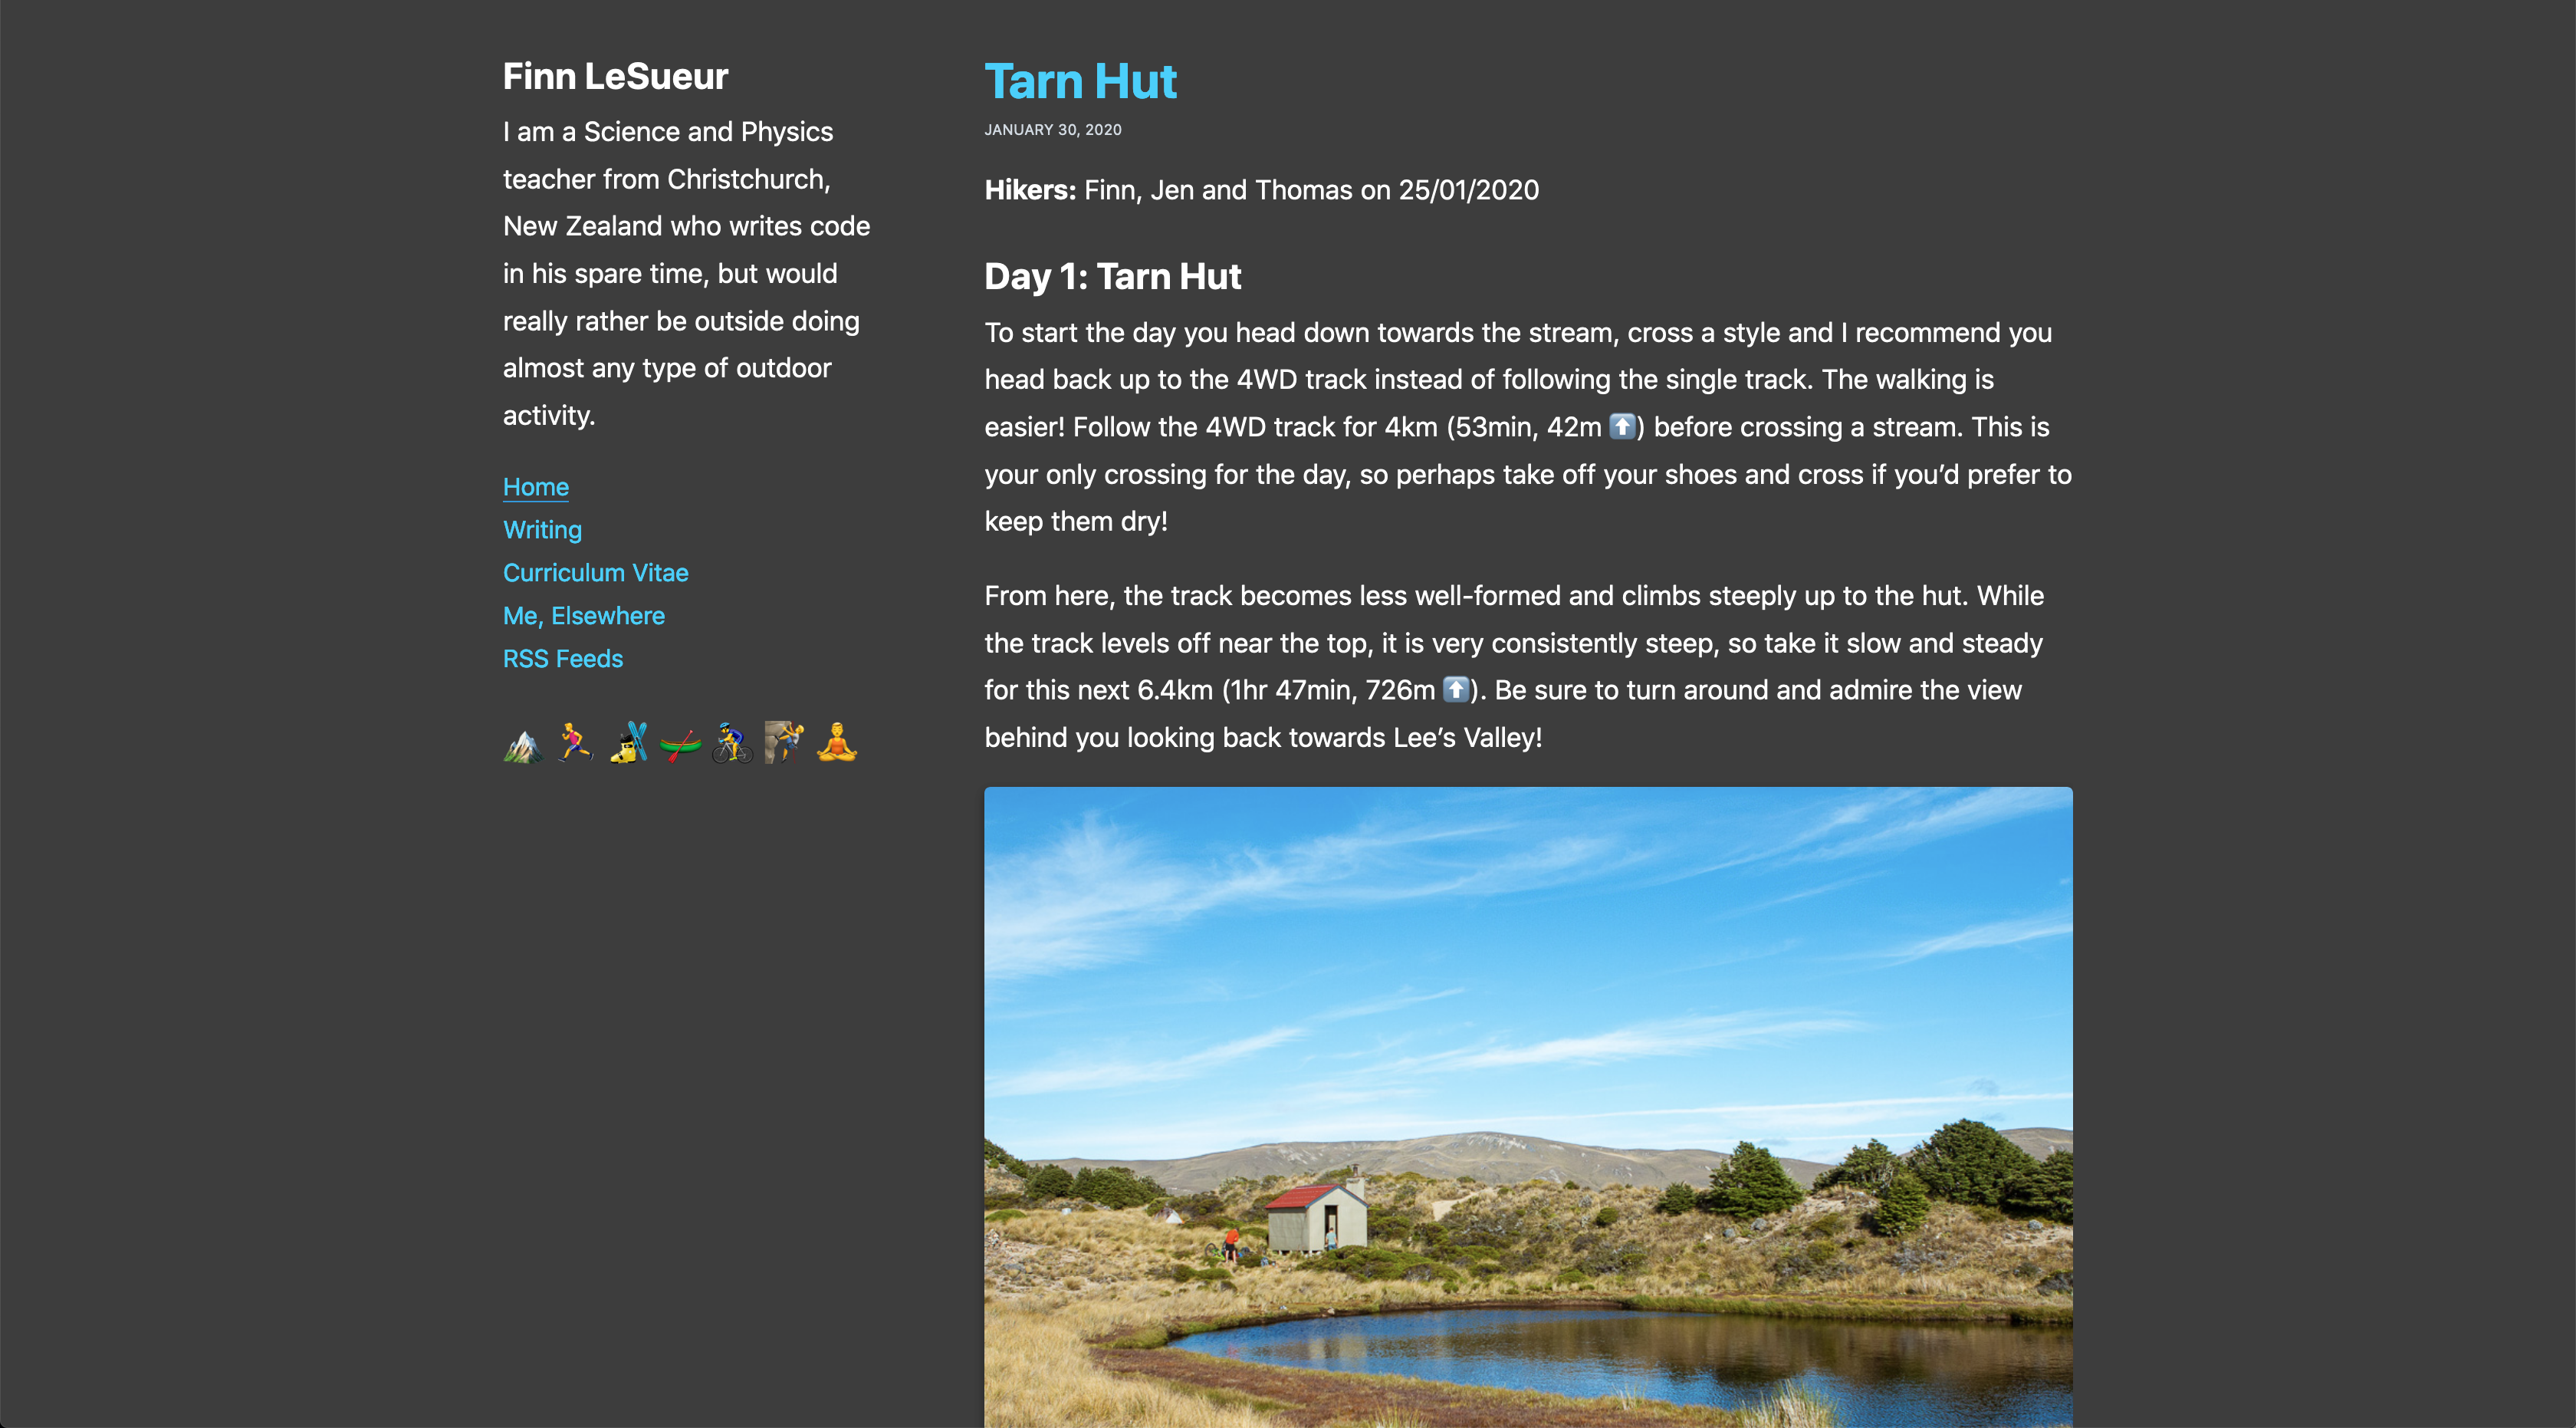 Finn LeSueur
I am a Science and Physics
teacher from Christchurch,
New Zealand who writes code
in his spare time, but would
really rather be outside doing
almost any type of outdoor
activity.
Home
Writing
Curriculum Vitae
Me, Elsewhere
RSS Feeds
Tarn Hut
JANUARY 30, 2020
Hikers: Finn, Jen and Thomas on 25/01/2020
Day 1: Tarn Hut
To start the day you head down towards the stream, cross a style and I recommend you
head back up to the 4WD track instead of following the single track. The walking is
easier! Follow the 4WD track for 4km (53min, 42m ⬆️) before crossing a stream. This is
your only crossing for the day, so perhaps take off your shoes and cross if you’d prefer to
keep them dry!
From here, the track becomes less well-formed and climbs steeply up to the hut. While
the track levels off near the top, it is very consistently steep, so take it slow and steady
for this next 6.4km (1hr 47min, 726m ⬆️). Be sure to turn around and admire the view
behind you looking back towards Lee’s Valley!